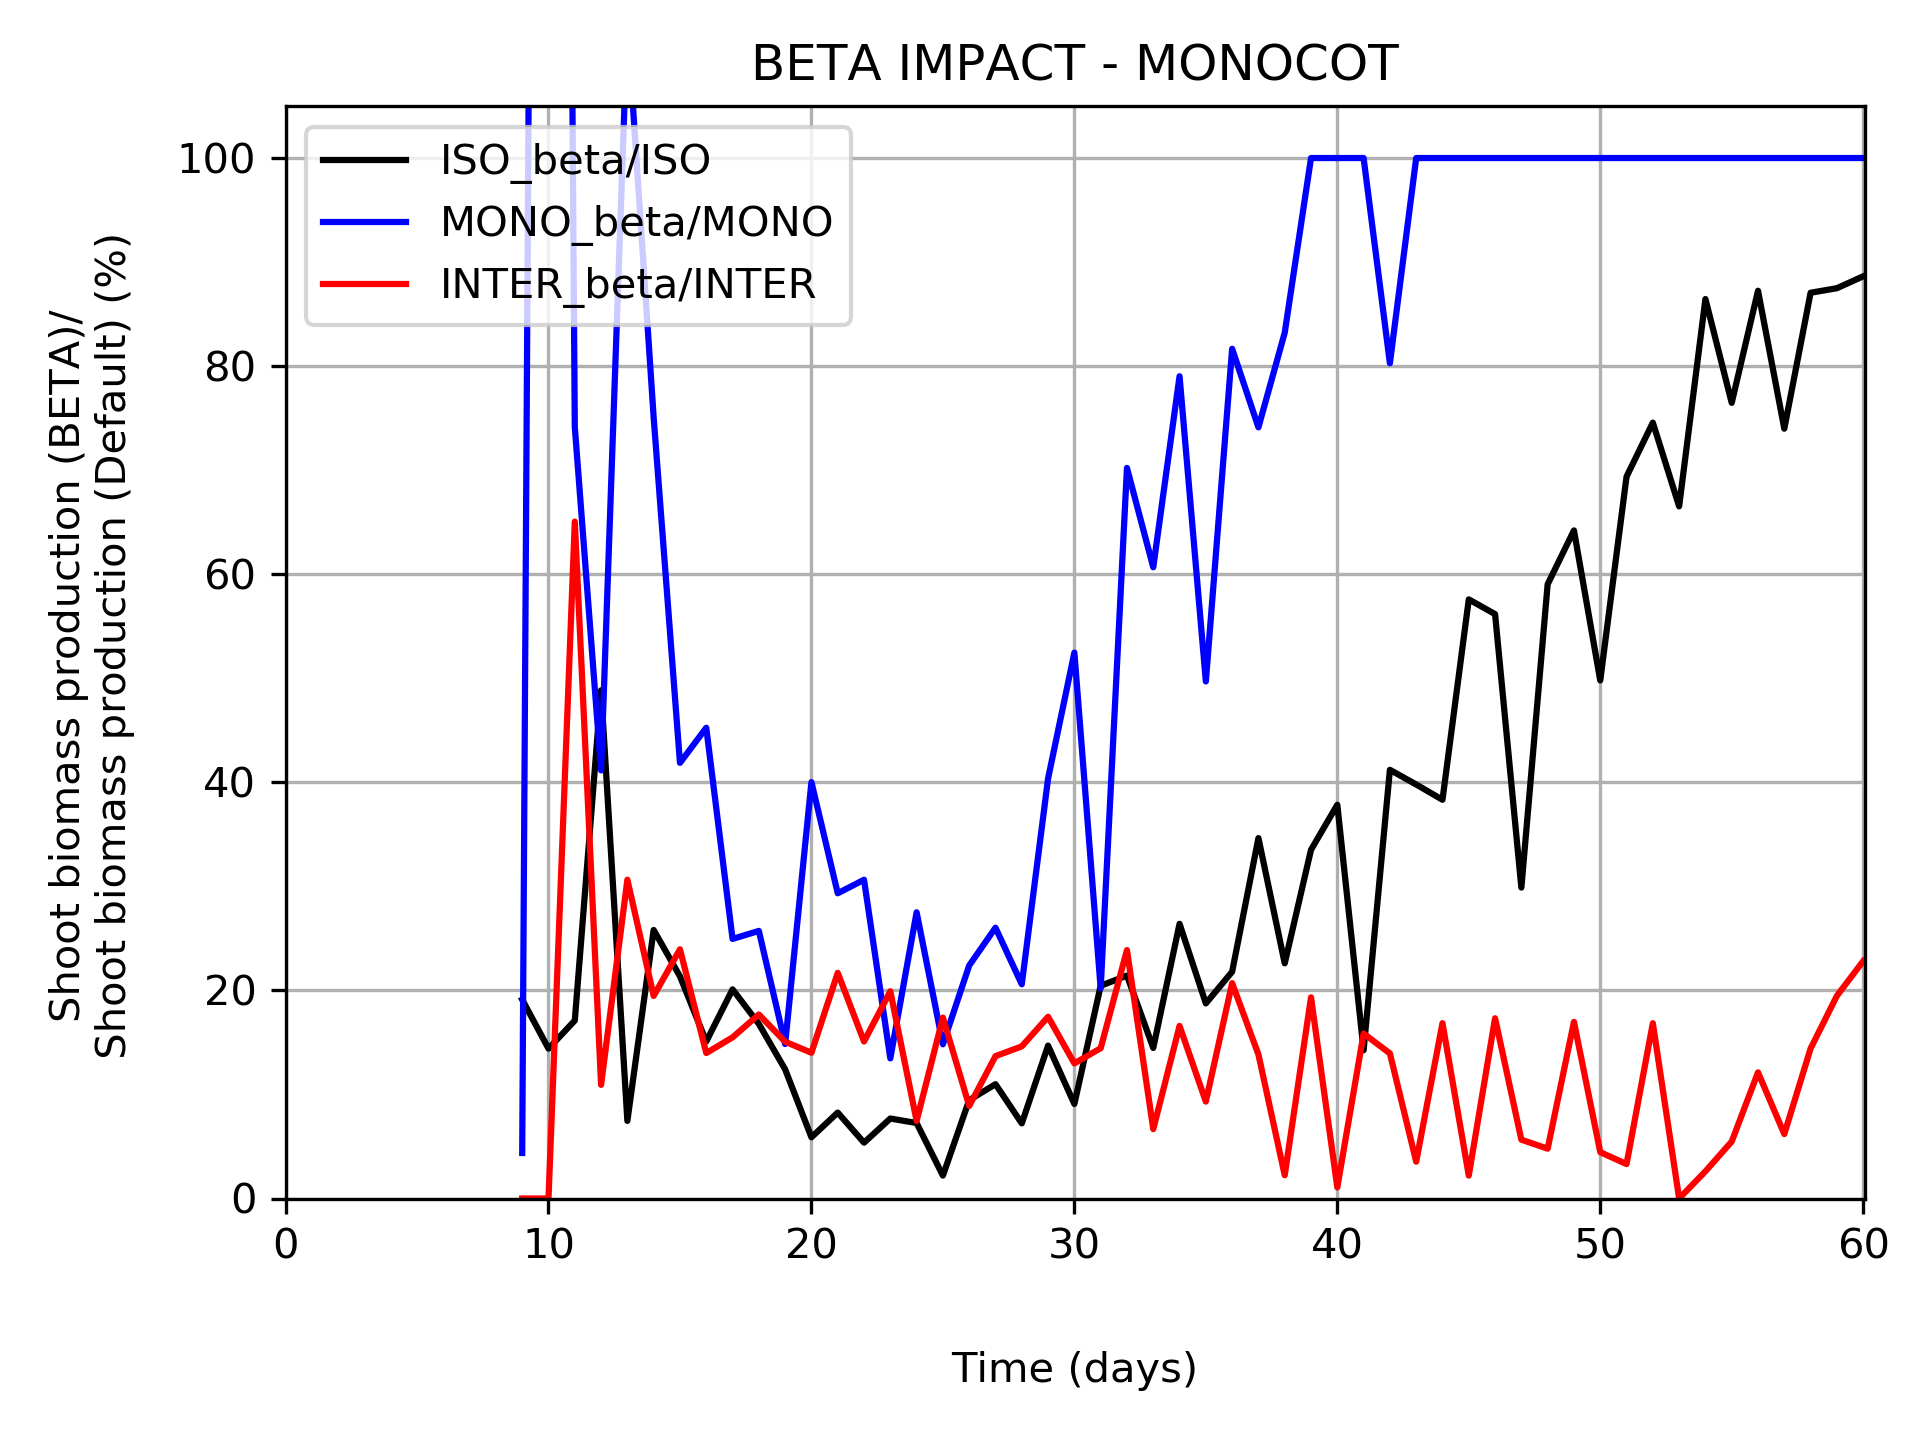 BETA IMPACT - MONOCOT
Shoot biomass production (BETA)/
Shoot biomass production (Default) (%)
100
80
60
40
20
0
ISO_beta/ISO
MONO_beta/MONO
INTER_beta/INTER
0 10 20 30 40 50 60
Time (days)